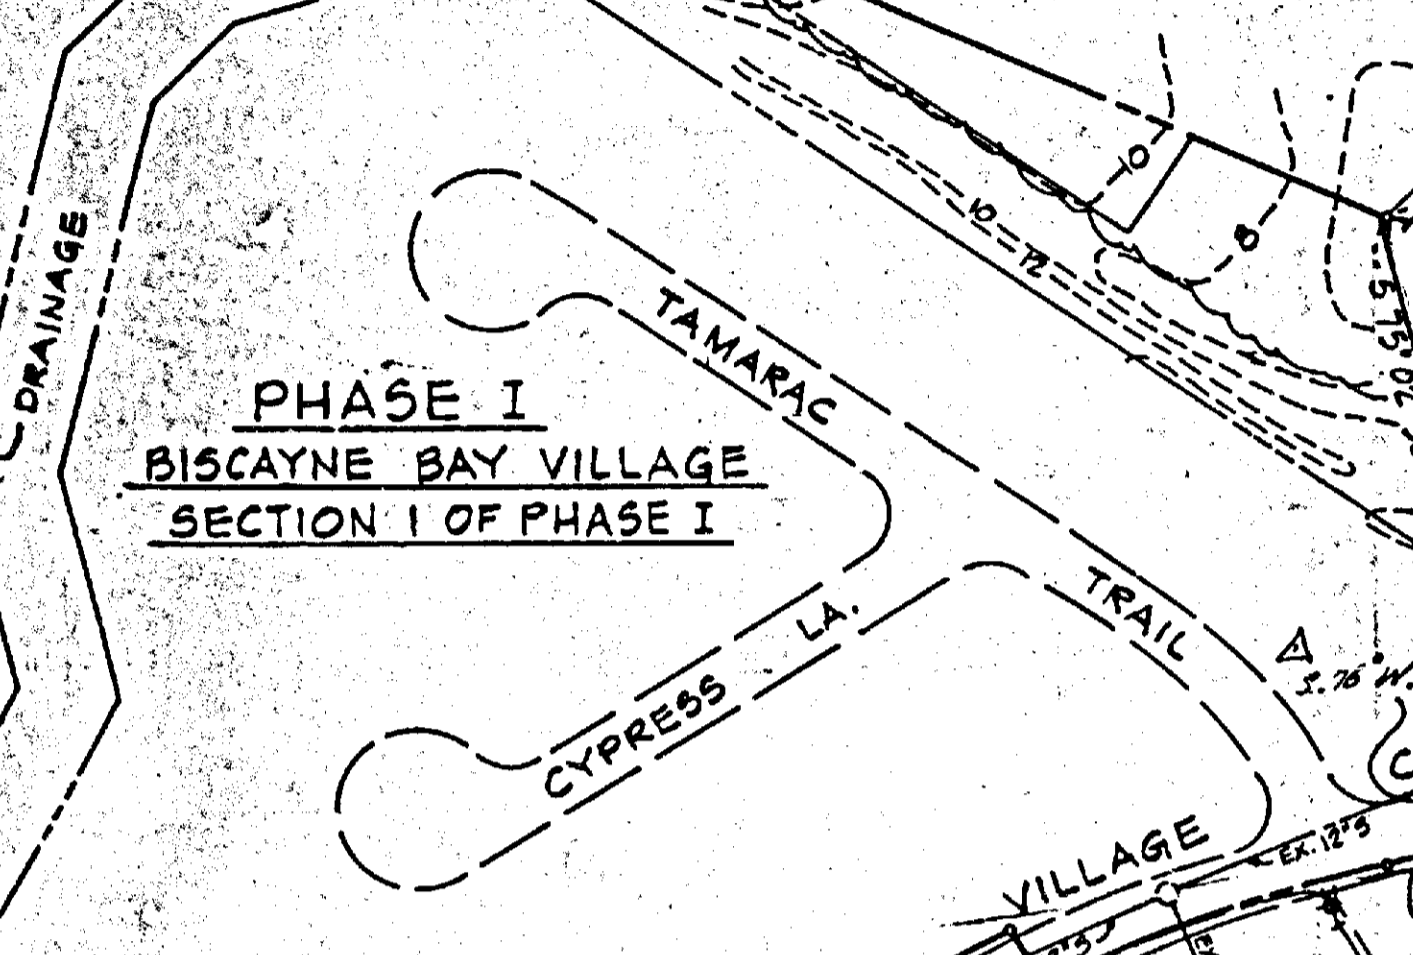 DRAINAGE
10
8
10
12
TAMARAC
TRAIL
PHASE I
BISCAYNE BAY VILLAGE
SECTION 1 OF PHASE I
CYPRESS LA.
VILLAGE
EX. 12"S